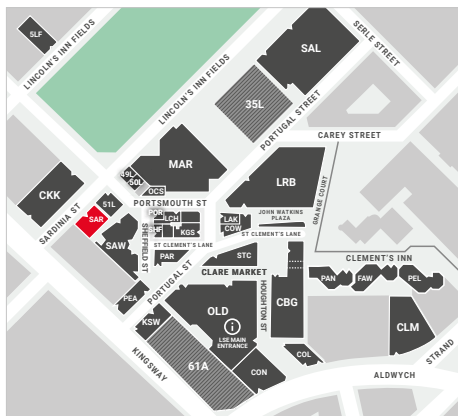 5LF
LINCOLN'S INN FIELDS
LINCOLN'S INN FIELDS
SAL
SERLE STREET
35L
PORTUGAL STREET
CAREY STREET
MAR
49L
50L
OCS
LRB
GRANGE COURT
CKK
SARDINIA ST
51L
SAR
SAW
PORTSMOUTH ST
POR
LCH
SHF
KGS
SHEFFIELD ST
LAK
COW
JOHN WATKINS
PLAZA
ST CLEMENT'S LANE
ST CLEMENT'S LANE
PAR
STC
CLARE MARKET
CLEMENT'S INN
PAN
FAW
PEL
PEA
PORTUGAL ST
KSW
KINGSWAY
OLD
LSE MAIN
ENTRANCE
HOUGHTON ST
CBG
CLM
61A
CON
COL
ALDWYCH
STRAND